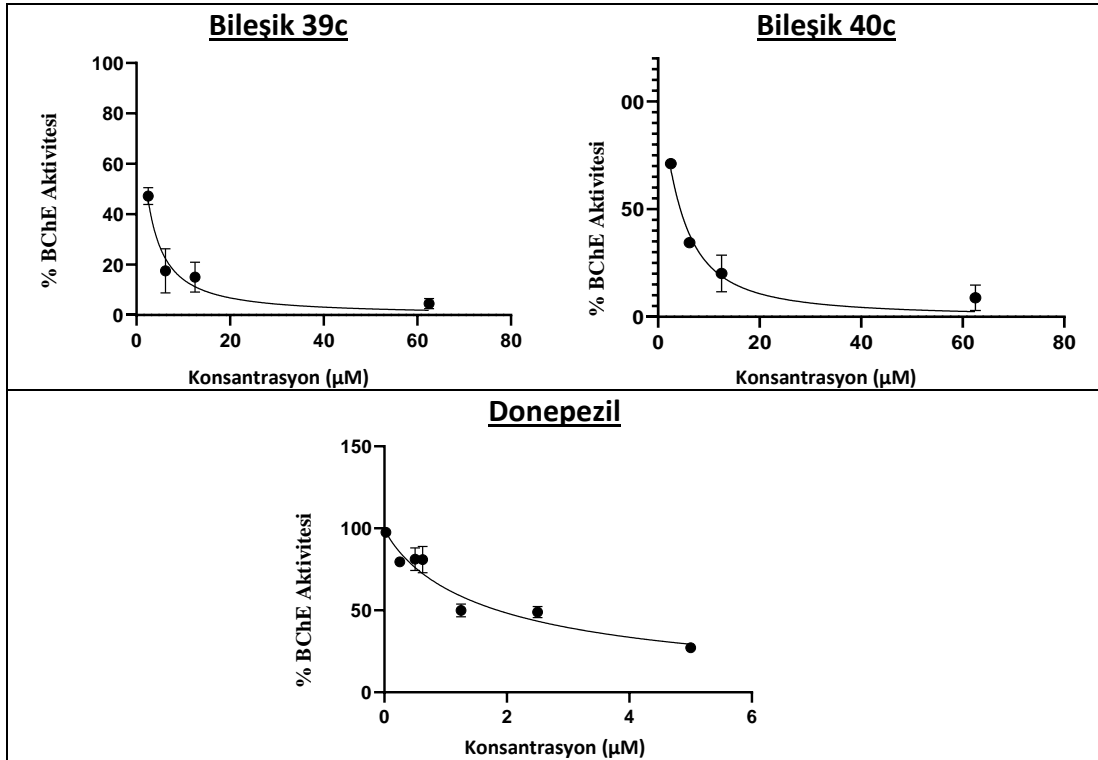 Bileşik 39c
100
80
60
40
20
0
% BChE Aktivitesi
0 20 40 60 80
Konsantrasyon (µM)
Bileşik 40c
00
50
0
% BChE Aktivitesi
0 20 40 60 80
Konsantrasyon (µM)
Donepezil
150
100
50
00
% BChE Aktivitesi
0 2 4 6
Konsantrasyon (µM)